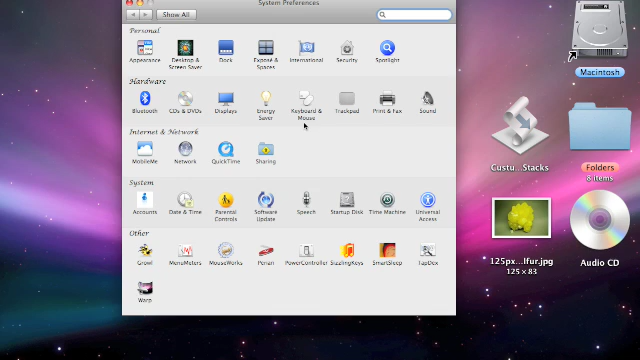 System Preferences
Show All
Personal
Appearance
Desktop &
Screen Saver
Dock
Exposé &
Spaces
International
Security
Spotlight
Hardware
Bluetooth
CDs & DVDs
Displays
Energy
Saver
Keyboard &
Mouse
Trackpad
Print & Fax
Sound
Internet & Network
MobileMe
Network
QuickTime
Sharing
System
Accounts
Date & Time
Parental
Controls
Software
Update
Speech
Startup Disk
Time Machine
Universal
Access
Other
Growl
MenuMeters
MouseWorks
Perian
PowerController
SizzlingKeys
SmartSleep
TapDex
Warp
Macintosh
Custu...Stacks
Folders
8 items
125px...lfur.jpg
125 × 83
Audio CD